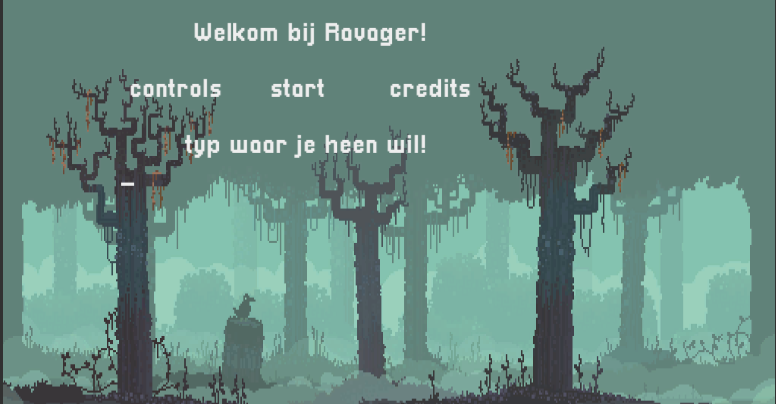 Welkom bij Ravager!
controls start credits
typ waar je heen wil!